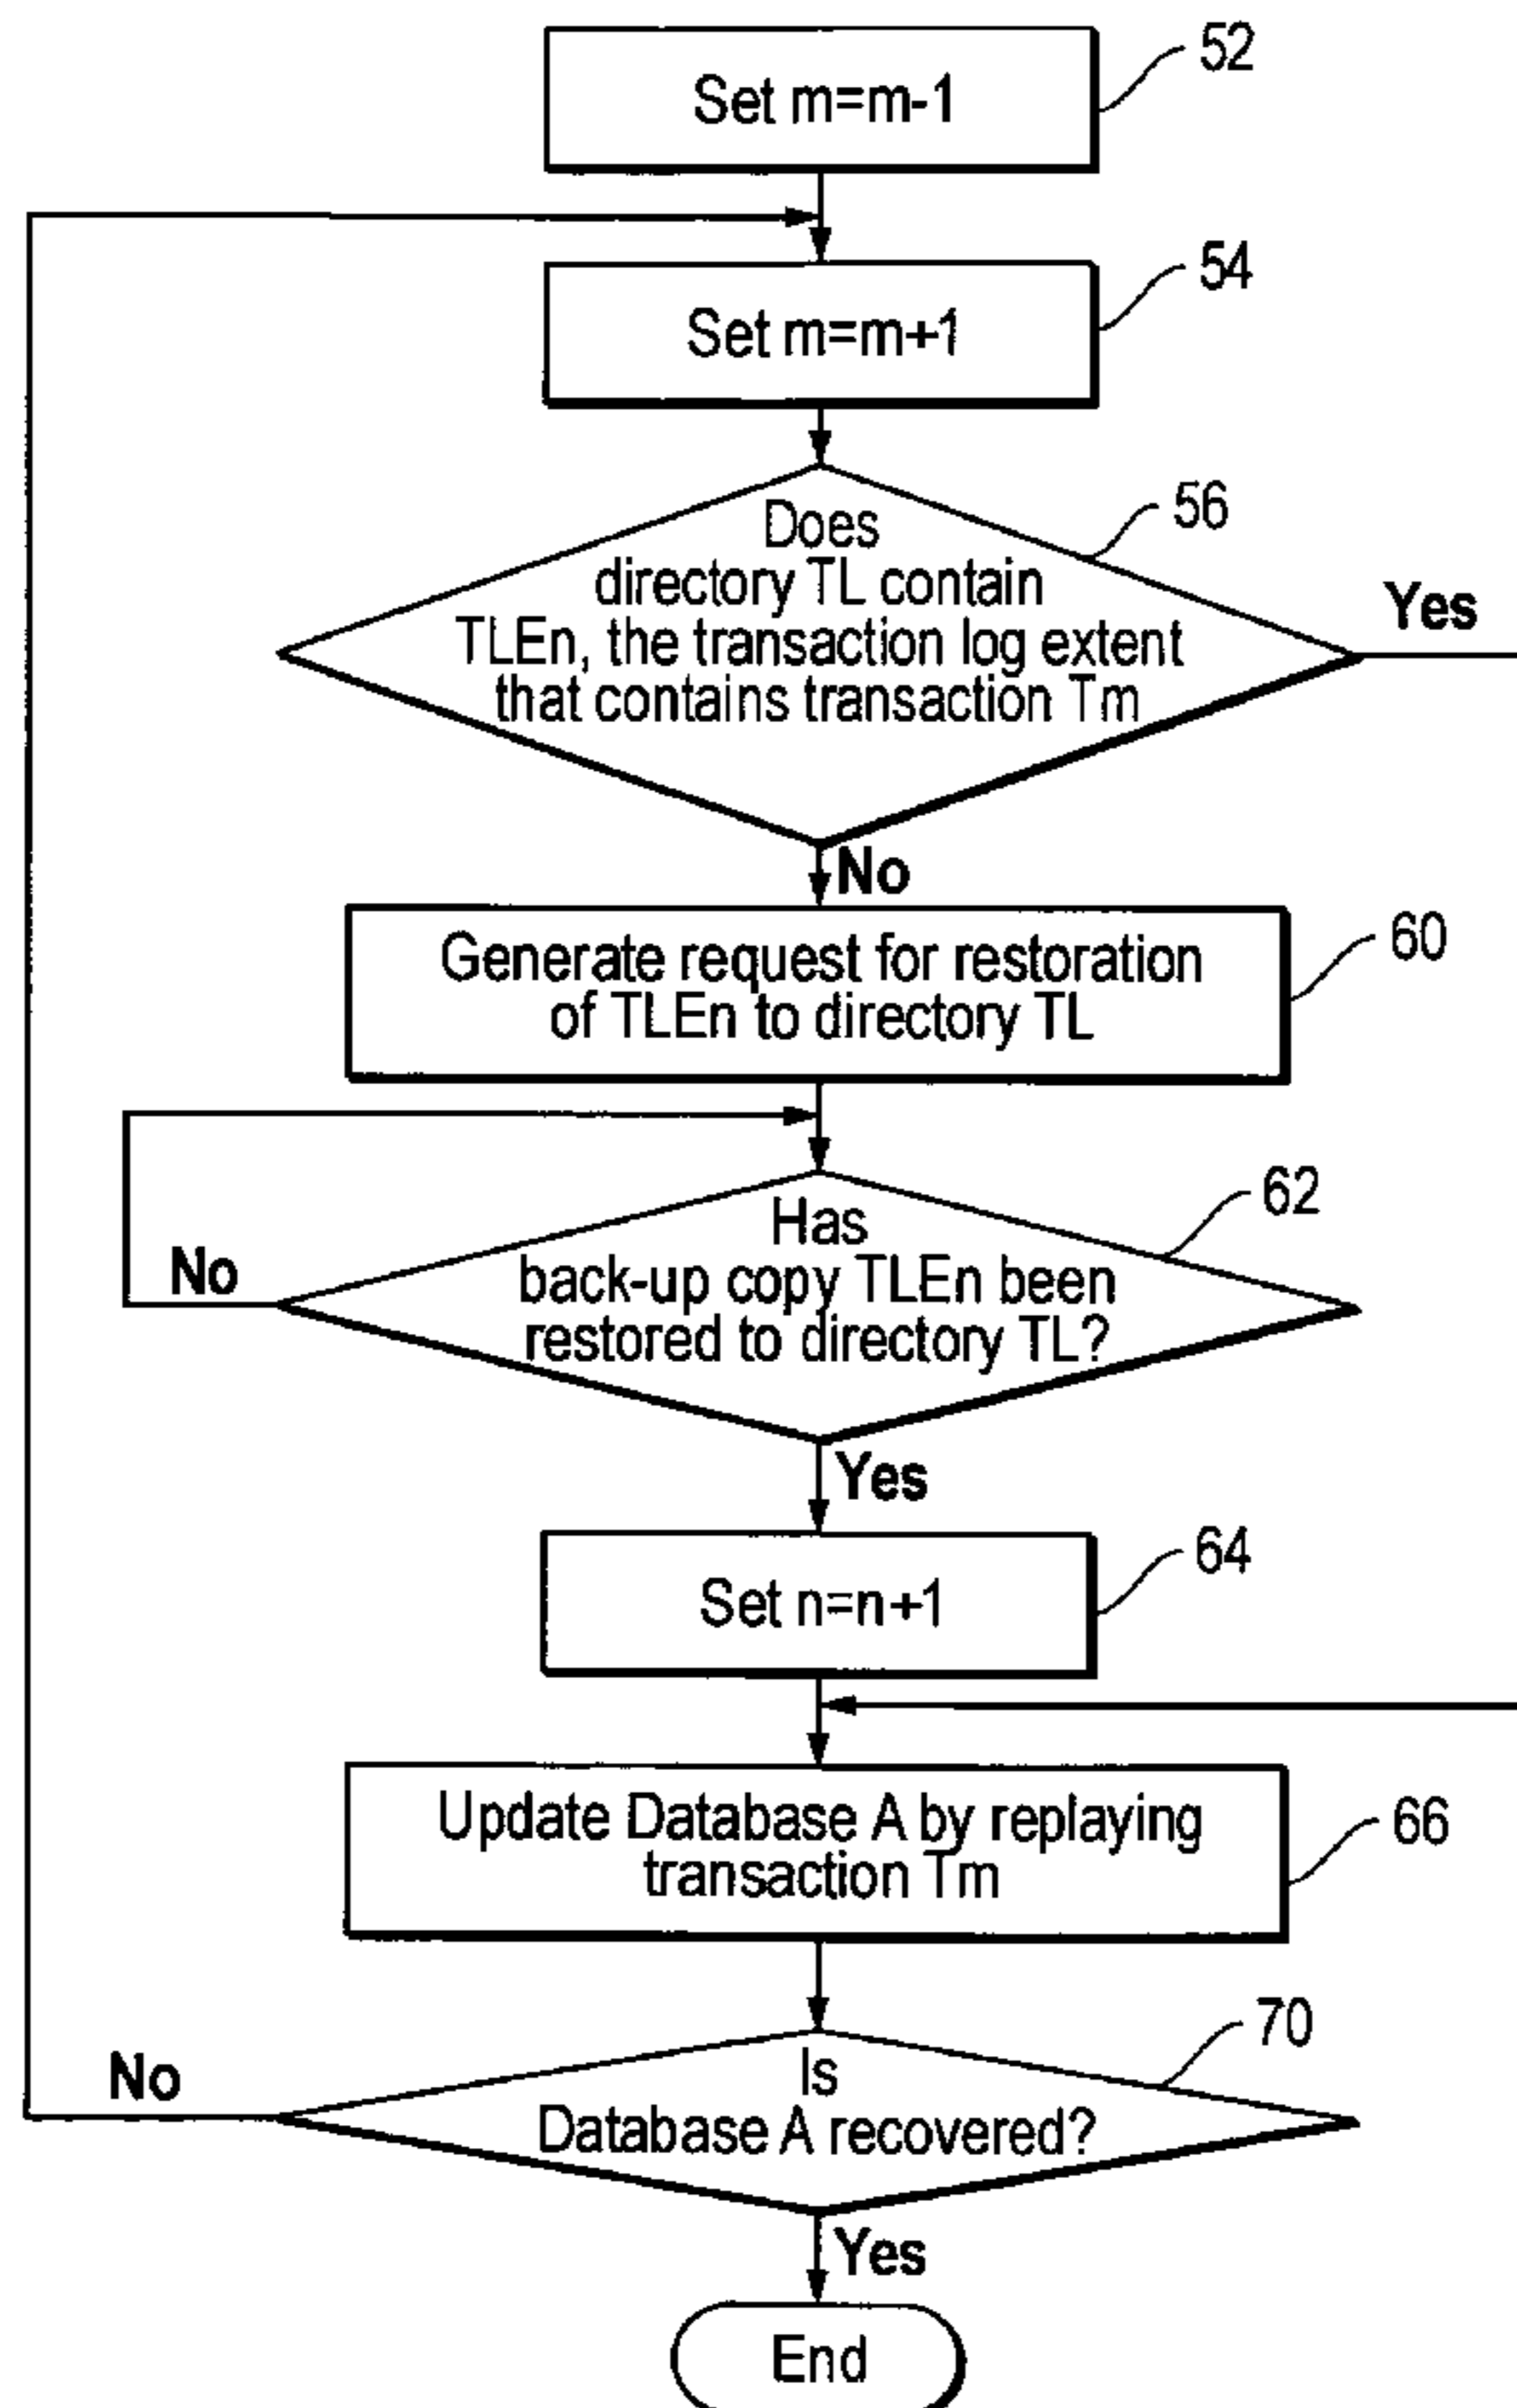 52
Set m=m-1
54
Set m=m+1
56
Does
directory TL contain
TLEn, the transaction log extent
that contains transaction Tm
Yes
No
60
Generate request for restoration
of TLEn to directory TL
62
Has
back-up copy TLEn been
restored to directory TL?
No
Yes
64
Set n=n+1
66
Update Database A by replaying
transaction Tm
70
Is
Database A recovered?
No
Yes
End